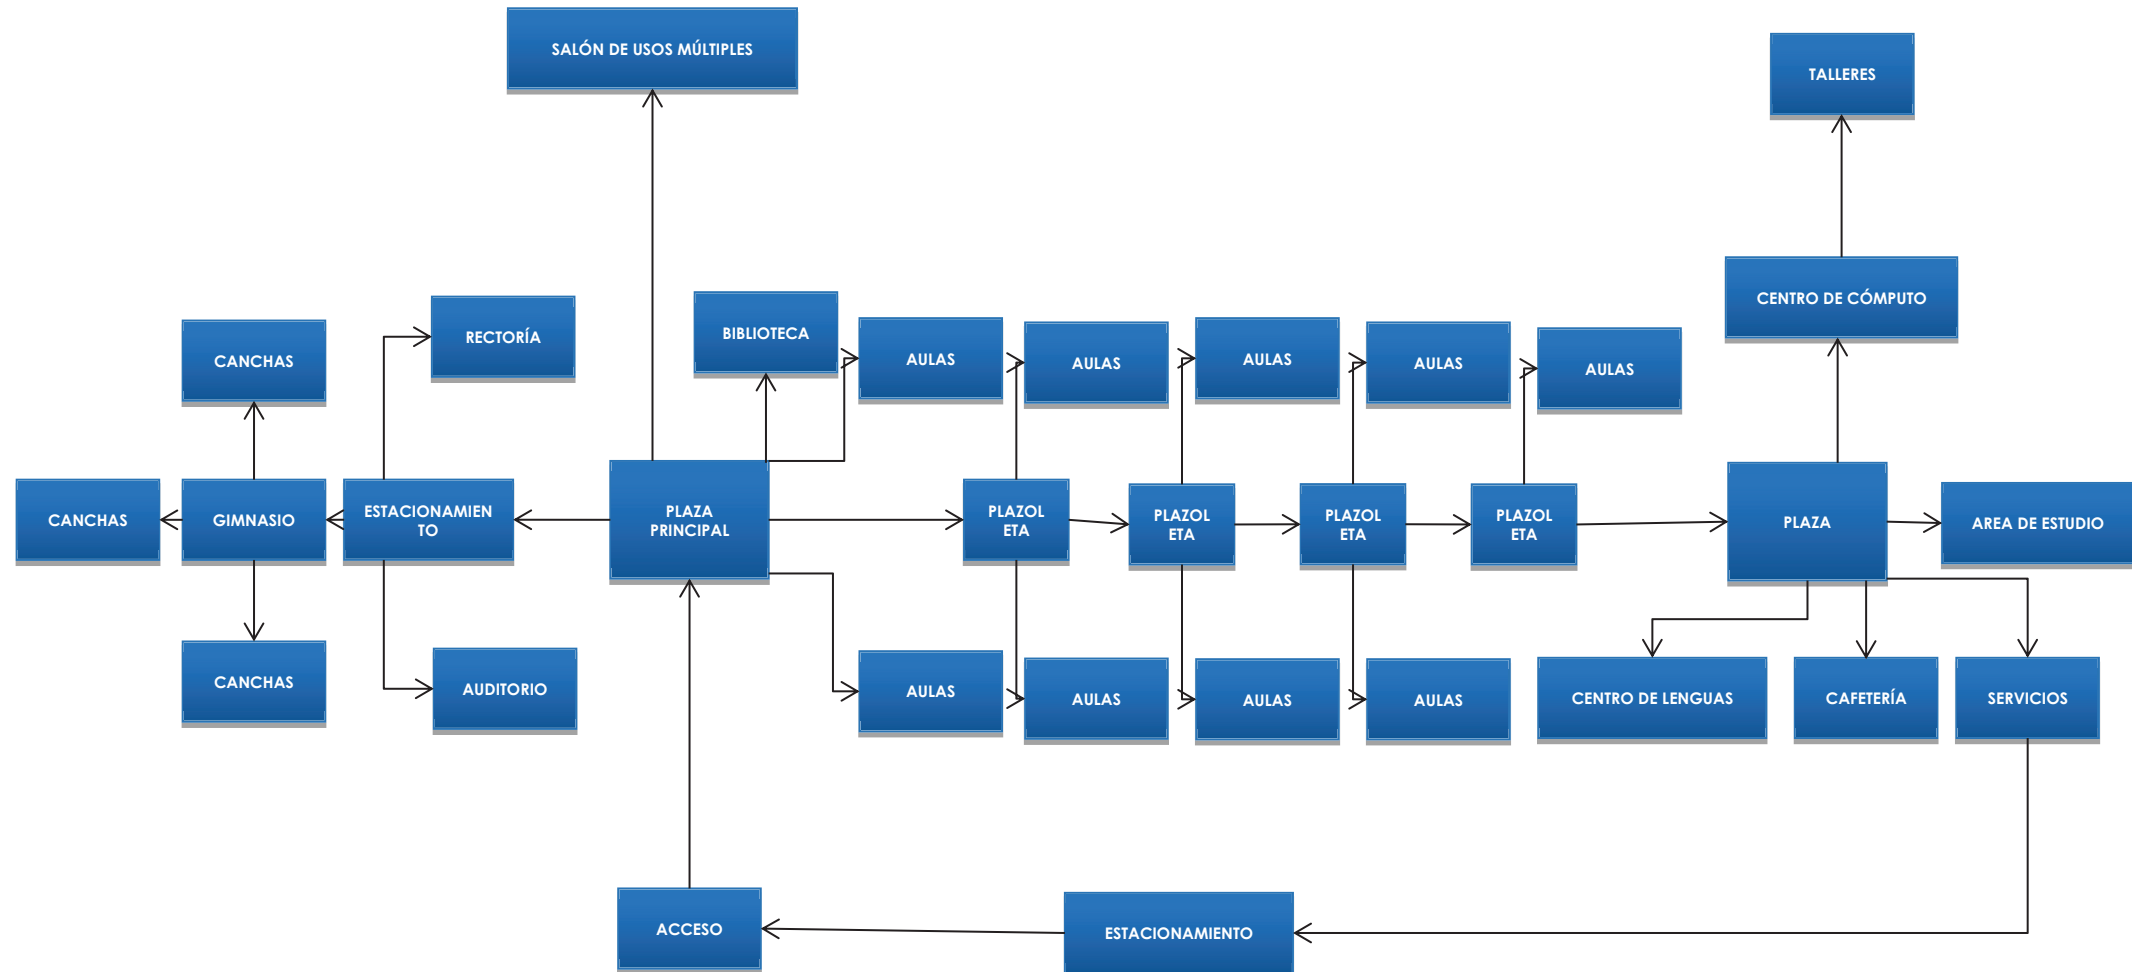 SALÓN DE USOS MÚLTIPLES
TALLERES
CENTRO DE CÓMPUTO
RECTORÍA
BIBLIOTECA
CANCHAS
AULAS
AULAS
AULAS
AULAS
AULAS
CANCHAS
GIMNASIO
ESTACIONAMIEN
TO
PLAZA
PRINCIPAL
PLAZOL
ETA
PLAZOL
ETA
PLAZOL
ETA
PLAZOL
ETA
PLAZA
AREA DE ESTUDIO
CANCHAS
AUDITORIO
AULAS
AULAS
AULAS
AULAS
CENTRO DE LENGUAS
CAFETERÍA
SERVICIOS
ACCESO
ESTACIONAMIENTO